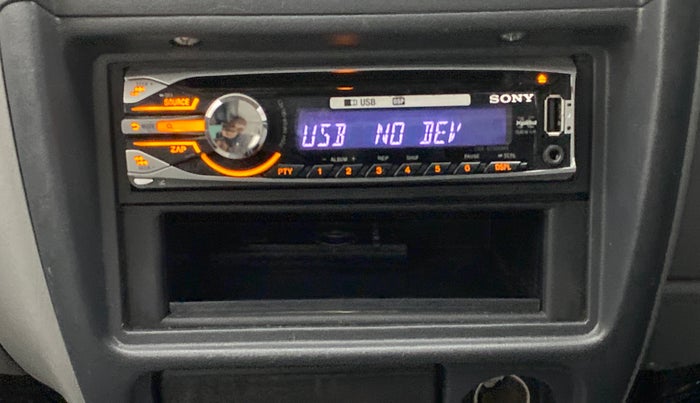 USB DSP
SONY
SOURCE
USB NO DEV
ZAP
- ALBUM + REP SHUF PAUSE
PTY 1 2 3 4 5 6 DSPL